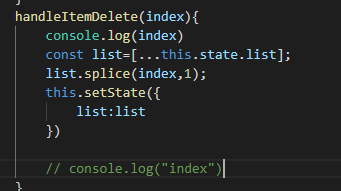 }
handleItemDelete(index){
console.log(index)
const list=[...this.state.list];
list.splice(index,1);
this.setState({
list:list
})
// console.log("index")
}